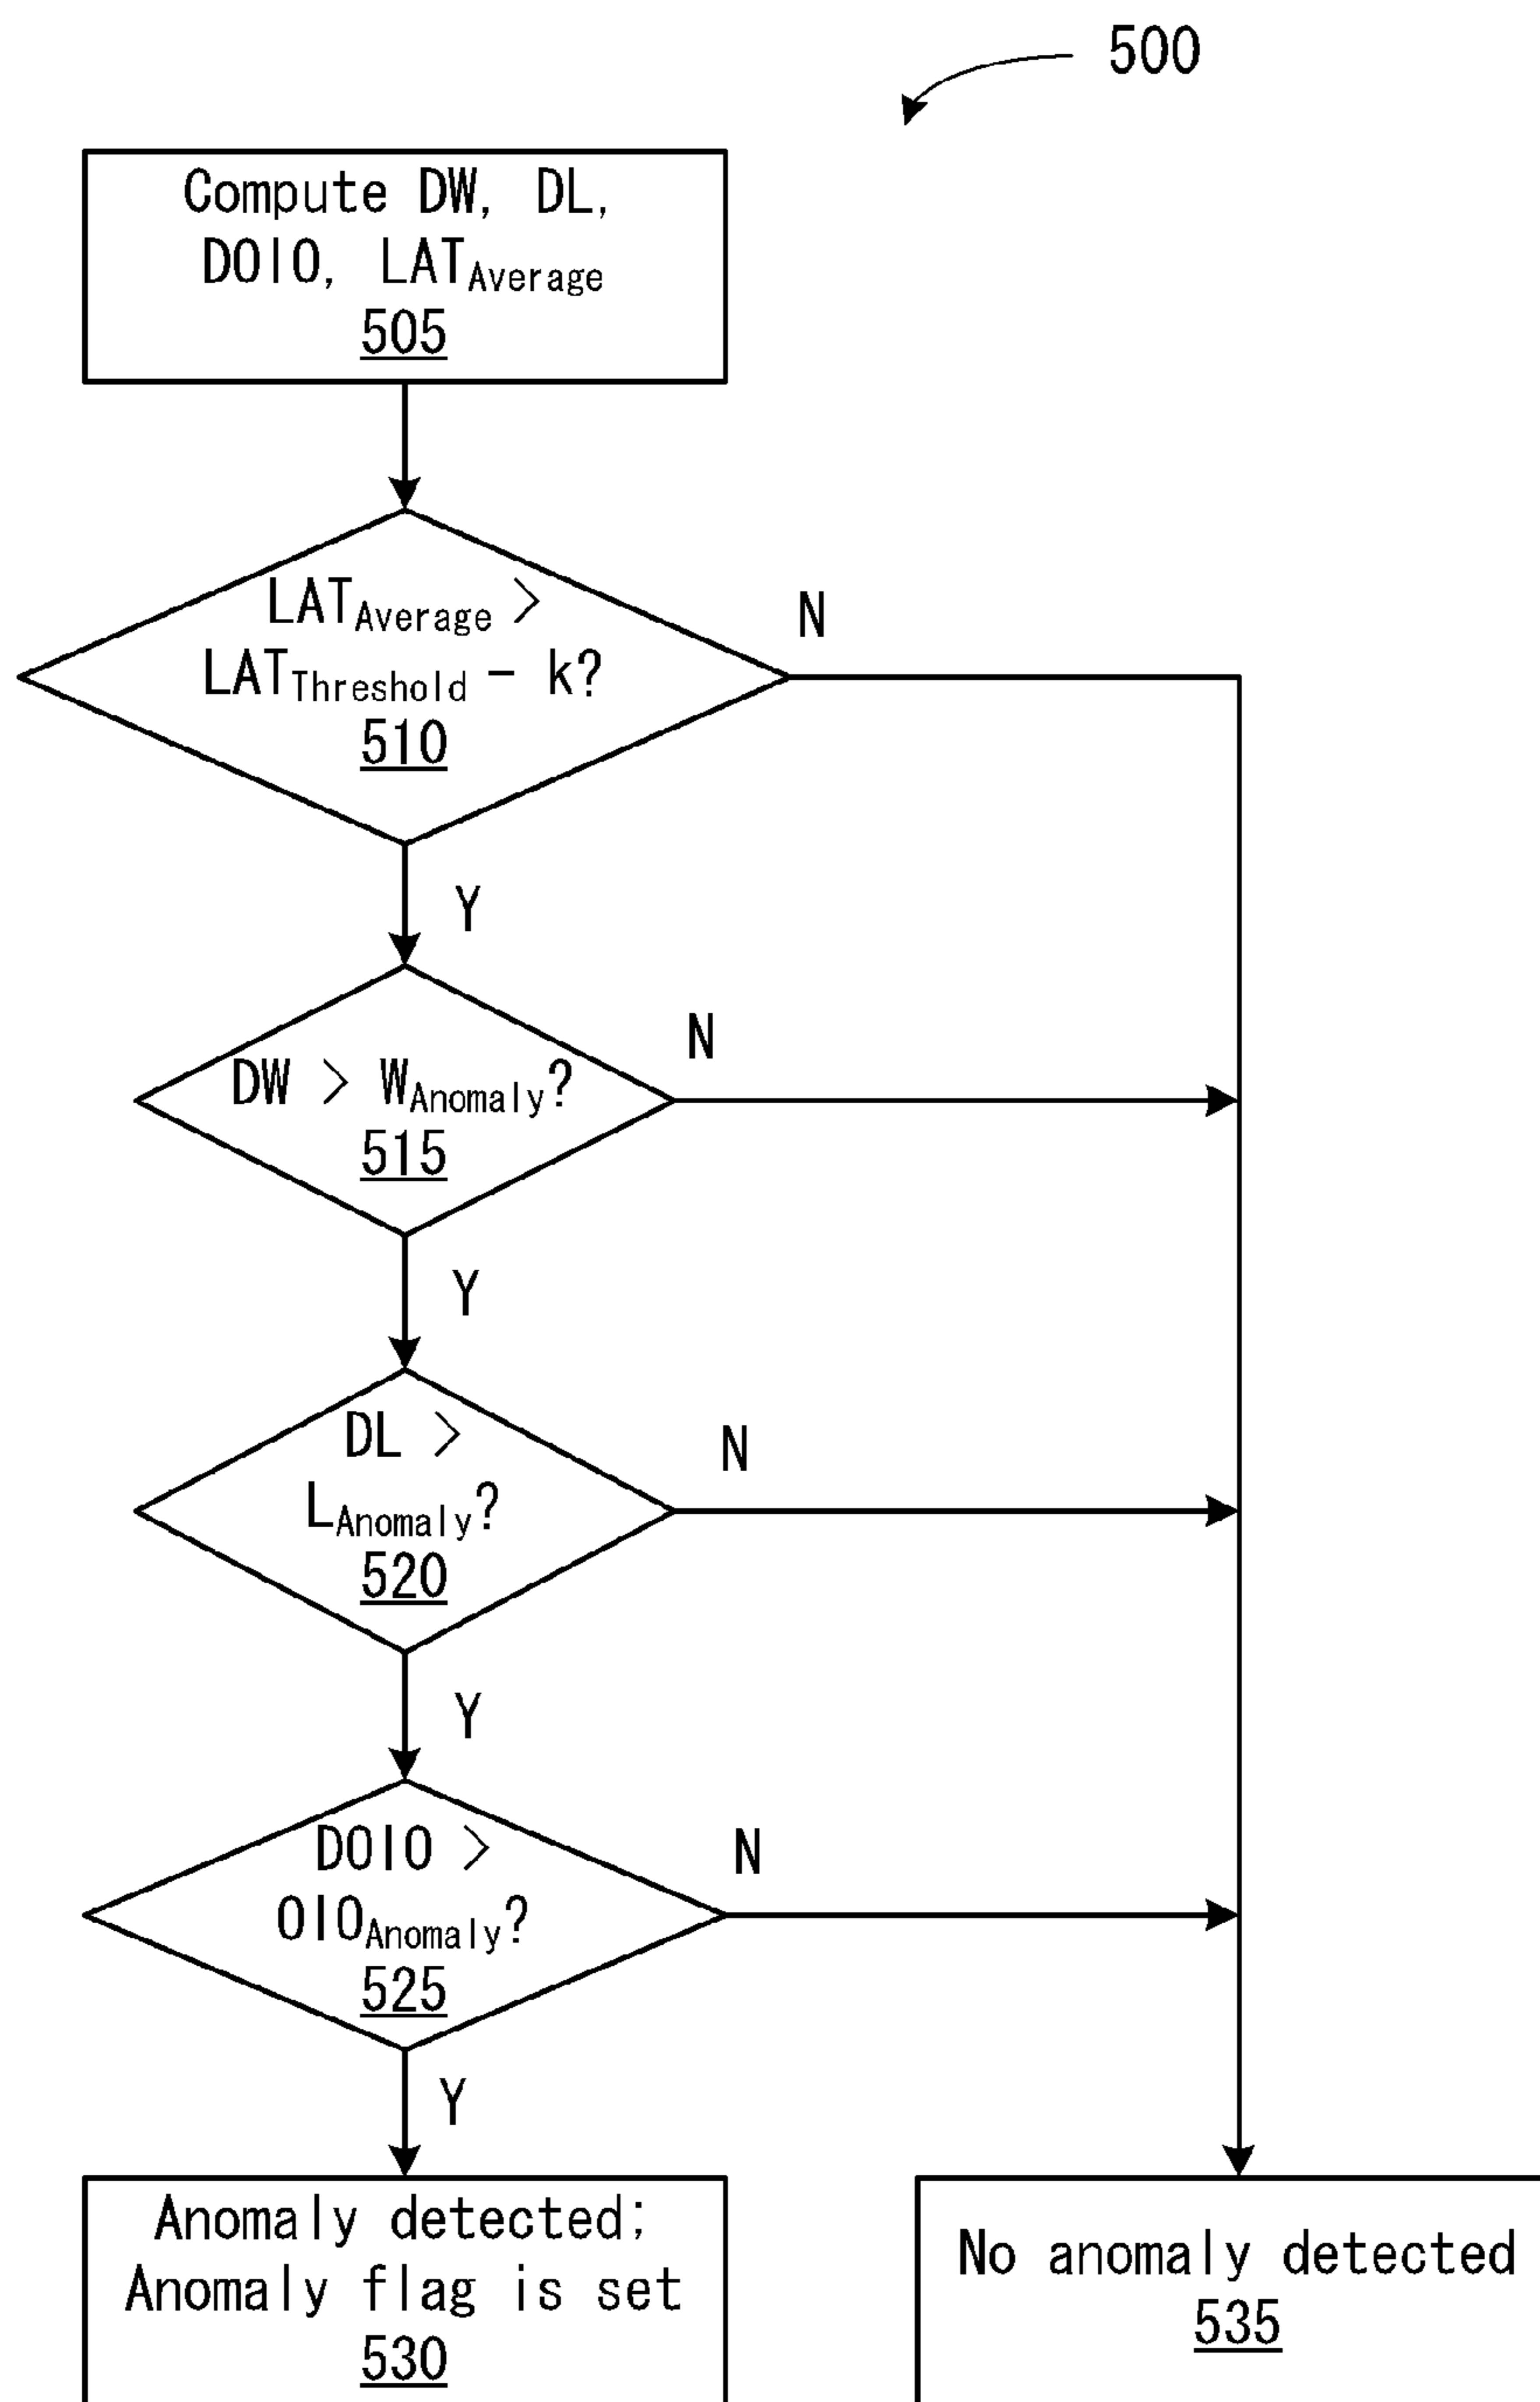 500
Compute DW, DL,
DOIO, LATAverage
505
LATAverage >
LATThreshold - k?
510
N
Y
DW > WAnomaly?
515
N
Y
DL >
LAnomaly?
520
N
Y
DOIO >
OIOAnomaly?
525
N
Y
Anomaly detected;
Anomaly flag is set
530
No anomaly detected
535